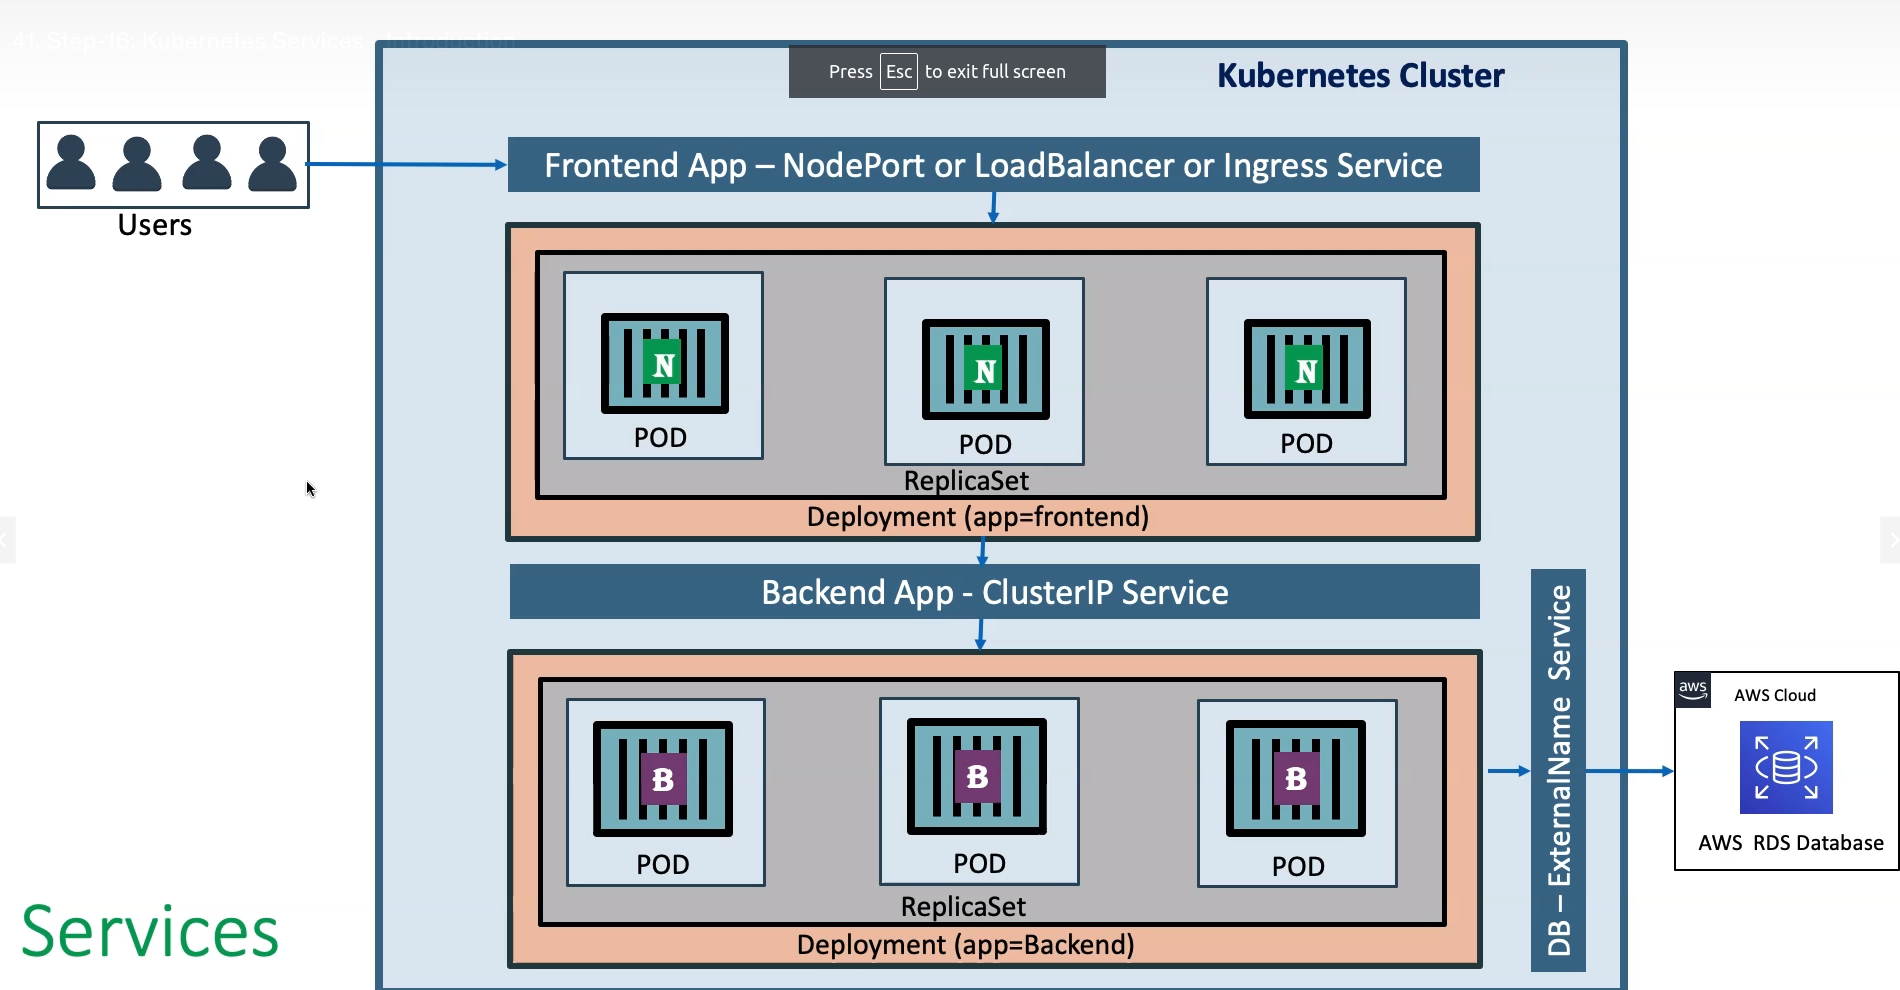 41. Step-16: Kubernetes Services - Introduction
Press Esc to exit full screen
Kubernetes Cluster
Users
Frontend App – NodePort or LoadBalancer or Ingress Service
N
N
N
POD
POD
POD
ReplicaSet
Deployment (app=frontend)
Backend App - ClusterIP Service
B
B
B
POD
POD
POD
ReplicaSet
Deployment (app=Backend)
DB – ExternalName Service
aws
AWS Cloud
AWS RDS Database
Services